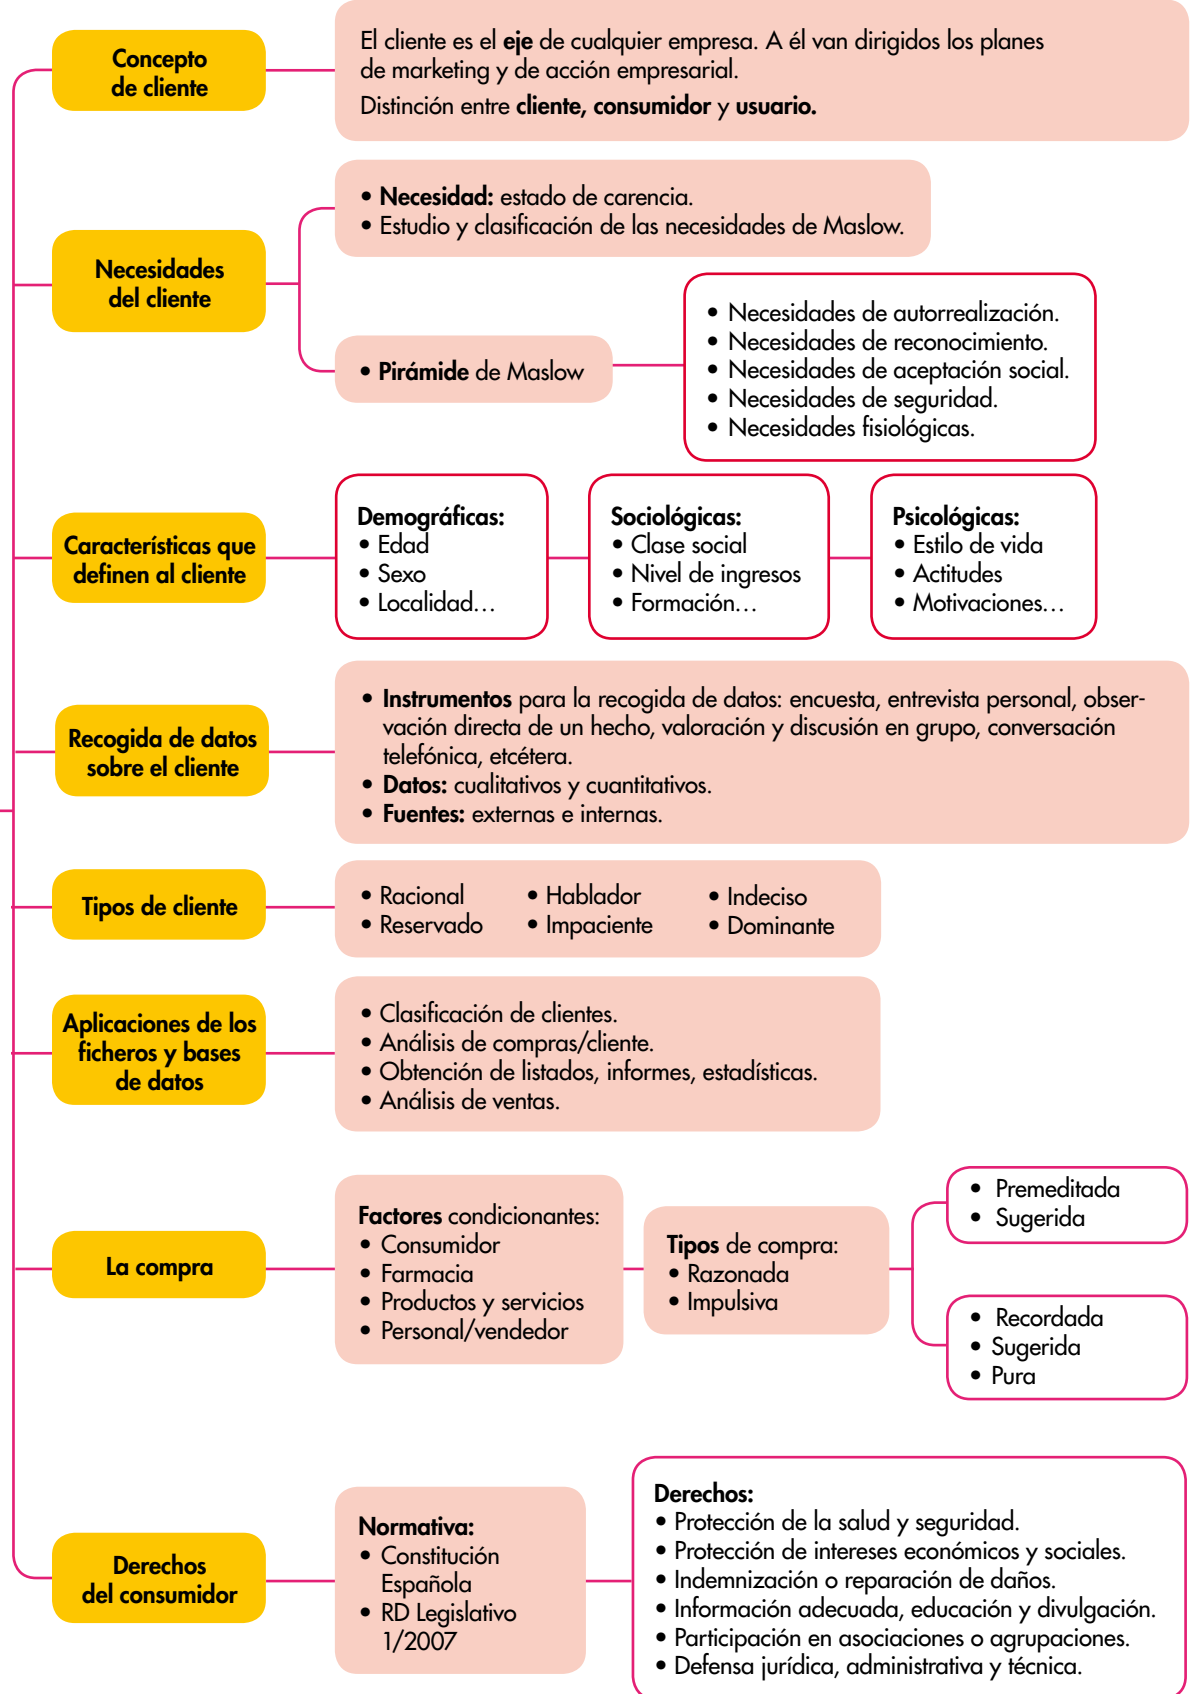 Concepto
de cliente
El cliente es el eje de cualquier empresa. A él van dirigidos los planes
de marketing y de acción empresarial.
Distinción entre cliente, consumidor y usuario.
Necesidades
del cliente
• Necesidad: estado de carencia.
• Estudio y clasificación de las necesidades de Maslow.
• Pirámide de Maslow
• Necesidades de autorrealización.
• Necesidades de reconocimiento.
• Necesidades de aceptación social.
• Necesidades de seguridad.
• Necesidades fisiológicas.
Características que
definen al cliente
Demográficas:
• Edad
• Sexo
• Localidad…
Sociológicas:
• Clase social
• Nivel de ingresos
• Formación…
Psicológicas:
• Estilo de vida
• Actitudes
• Motivaciones…
Recogida de datos
sobre el cliente
• Instrumentos para la recogida de datos: encuesta, entrevista personal, obser-
vación directa de un hecho, valoración y discusión en grupo, conversación
telefónica, etcétera.
• Datos: cualitativos y cuantitativos.
• Fuentes: externas e internas.
Tipos de cliente
• Racional
• Reservado
• Hablador
• Impaciente
• Indeciso
• Dominante
Aplicaciones de los
ficheros y bases
de datos
• Clasificación de clientes.
• Análisis de compras/cliente.
• Obtención de listados, informes, estadísticas.
• Análisis de ventas.
La compra
Factores condicionantes:
• Consumidor
• Farmacia
• Productos y servicios
• Personal/vendedor
Tipos de compra:
• Razonada
• Impulsiva
• Premeditada
• Sugerida
• Recordada
• Sugerida
• Pura
Derechos
del consumidor
Normativa:
• Constitución
Española
• RD Legislativo
1/2007
Derechos:
• Protección de la salud y seguridad.
• Protección de intereses económicos y sociales.
• Indemnización o reparación de daños.
• Información adecuada, educación y divulgación.
• Participación en asociaciones o agrupaciones.
• Defensa jurídica, administrativa y técnica.